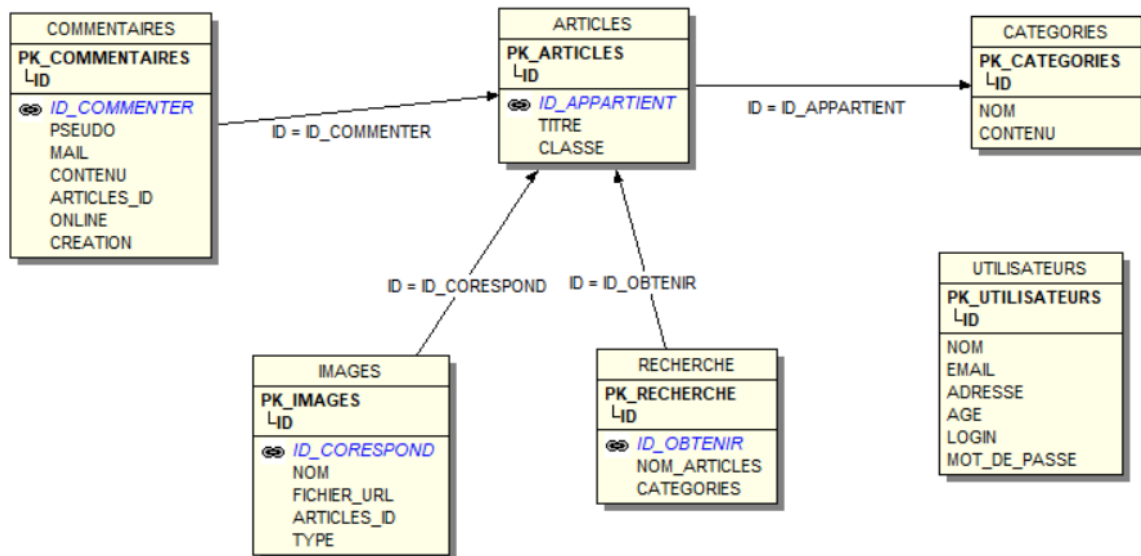 COMMENTAIRES
PK_COMMENTAIRES
ID
ID_COMMENTER
PSEUDO
MAIL
CONTENU
ARTICLES_ID
ONLINE
CREATION
ID = ID_COMMENTER
ARTICLES
PK_ARTICLES
ID
ID_APPARTIENT
TITRE
CLASSE
ID = ID_APPARTIENT
CATEGORIES
PK_CATEGORIES
ID
NOM
CONTENU
ID = ID_CORESPOND
ID = ID_OBTENIR
IMAGES
PK_IMAGES
ID
ID_CORESPOND
NOM
FICHIER_URL
ARTICLES_ID
TYPE
RECHERCHE
PK_RECHERCHE
ID
ID_OBTENIR
NOM_ARTICLES
CATEGORIES
UTILISATEURS
PK_UTILISATEURS
ID
NOM
EMAIL
ADRESSE
AGE
LOGIN
MOT_DE_PASSE